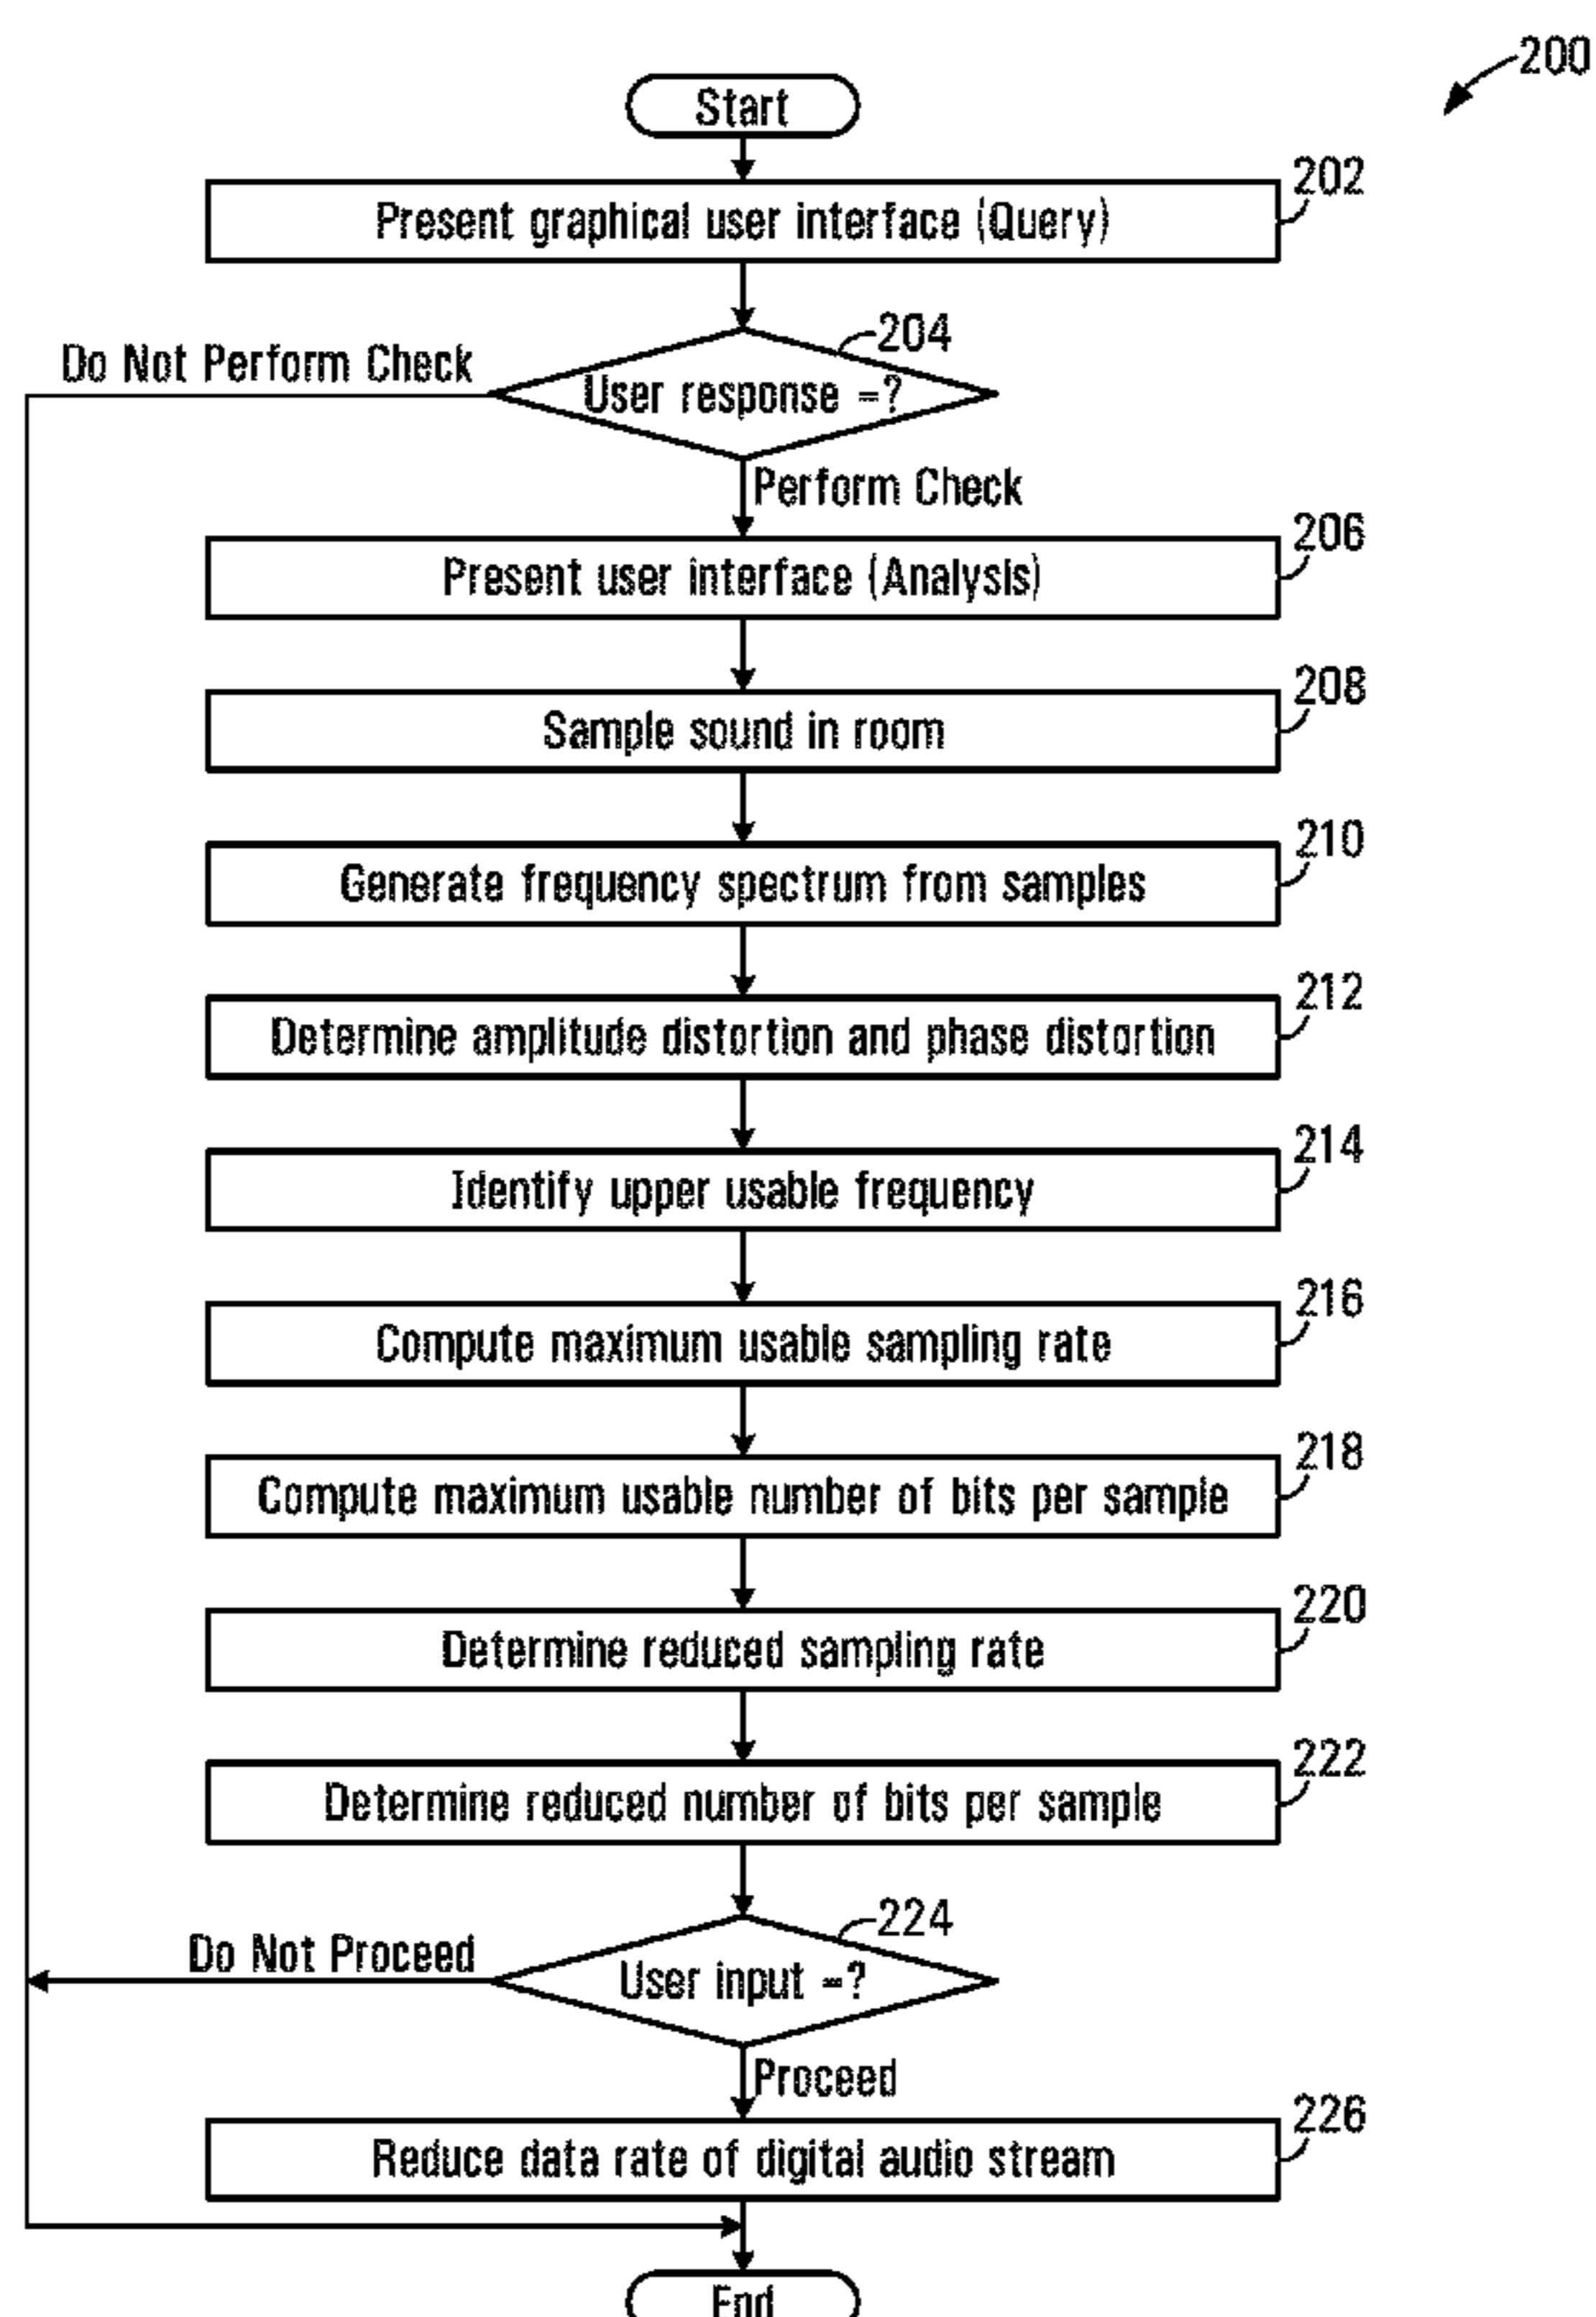 200
Start
202
Present graphical user interface (Query)
204
Do Not Perform Check
User response =?
Perform Check
206
Present user interface (Analysis)
208
Sample sound in room
210
Generate frequency spectrum from samples
212
Determine amplitude distortion and phase distortion
214
Identify upper usable frequency
216
Compute maximum usable sampling rate
218
Compute maximum usable number of bits per sample
220
Determine reduced sampling rate
222
Determine reduced number of bits per sample
224
Do Not Proceed
User input =?
Proceed
226
Reduce data rate of digital audio stream
End